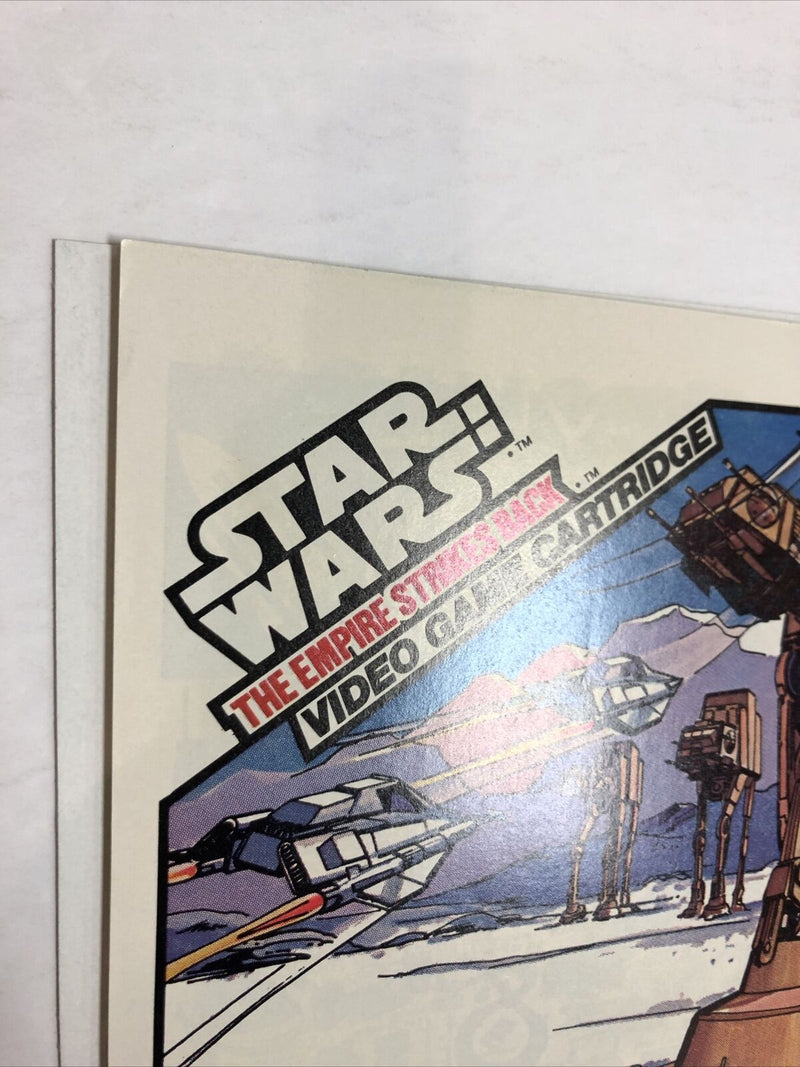 STAR
WARS™
THE EMPIRE STRIKES BACK™
VIDEO GAME CARTRIDGE